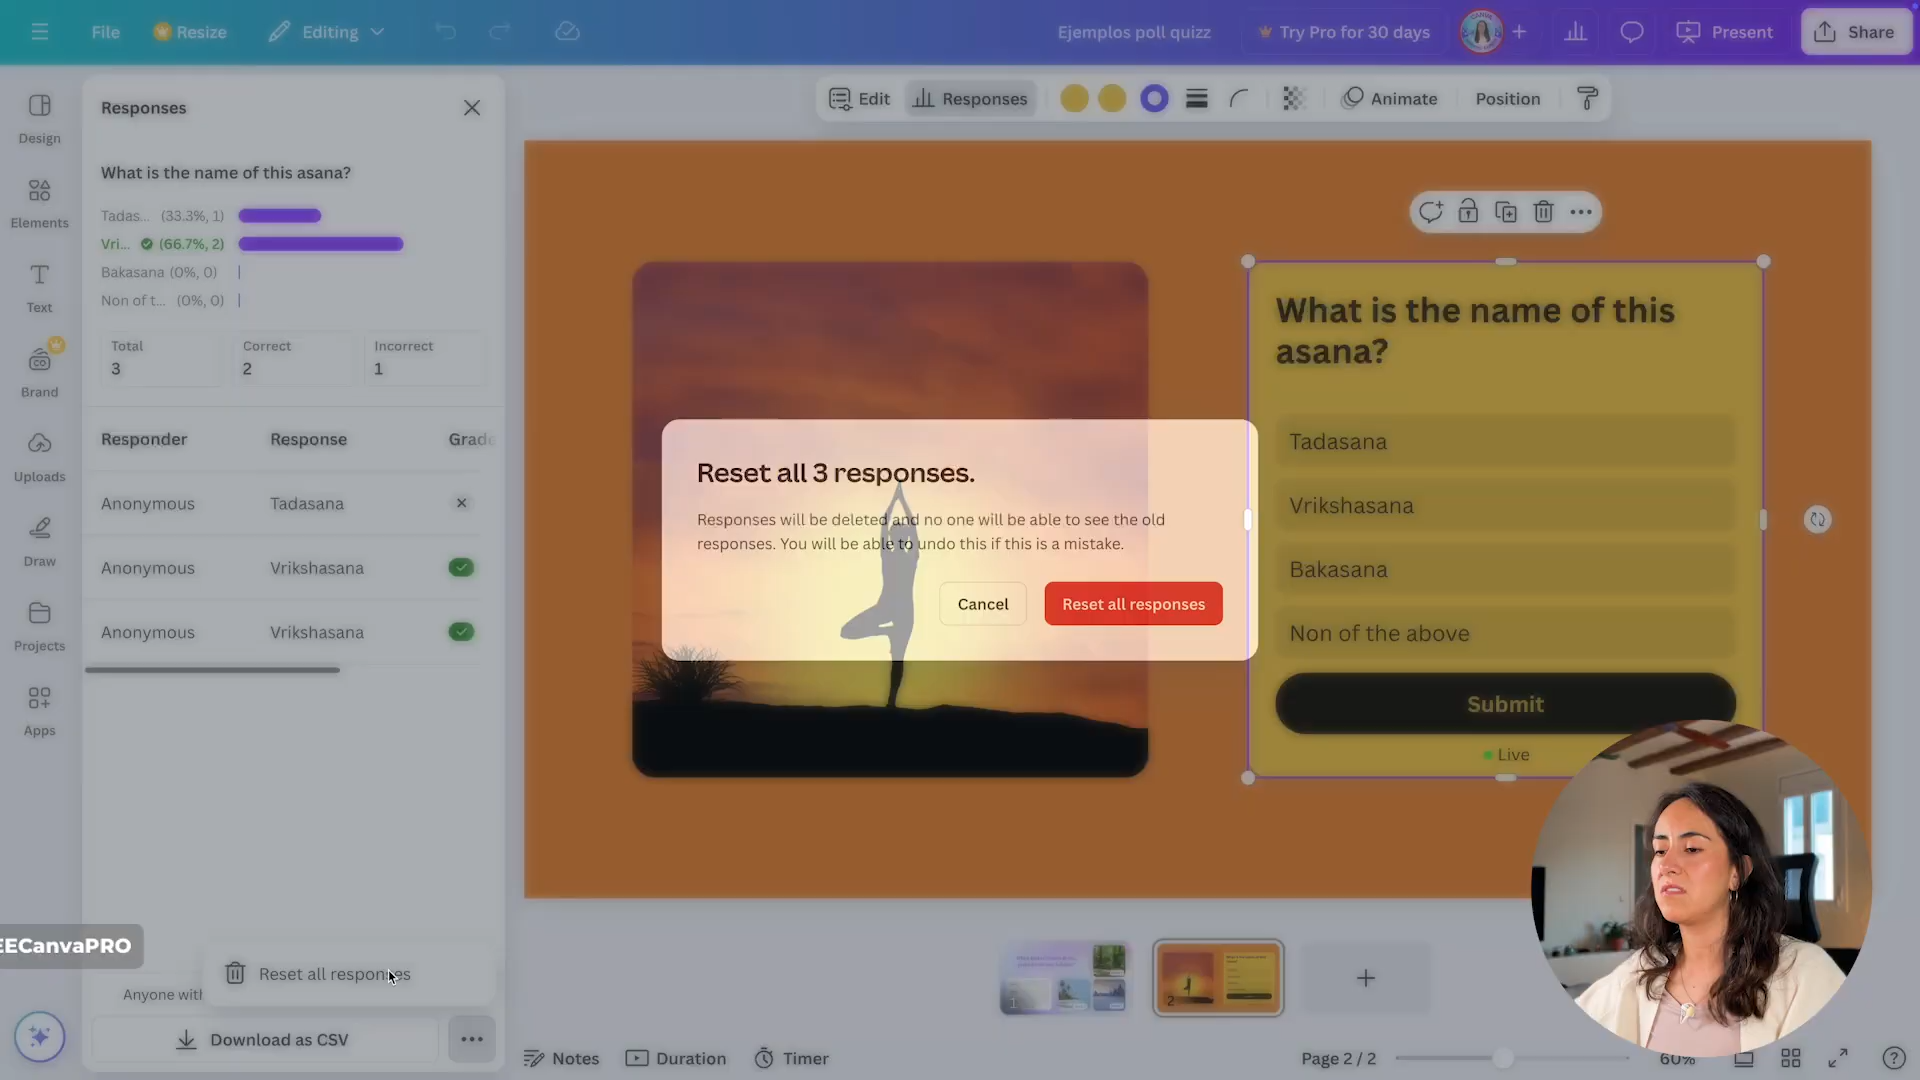 File
Resize
Editing
Ejemplos poll quizz
Try Pro for 30 days
Present
Share
Design
Elements
Text
Brand
Uploads
Draw
Projects
Apps
Responses
What is the name of this asana?
Tadas... (33.3%, 1)
Vri... (66.7%, 2)
Bakasana (0%, 0)
Non of t... (0%, 0)
Total
3
Correct
2
Incorrect
1
Responder Response Grade
Anonymous Tadasana
Anonymous Vrikshasana
Anonymous Vrikshasana
EECanvaPRO
Reset all responses
Anyone with
Download as CSV
Edit
Responses
Animate
Position
What is the name of this
asana?
Tadasana
Vrikshasana
Bakasana
Non of the above
Submit
Live
Reset all 3 responses.
Responses will be deleted and no one will be able to see the old
responses. You will be able to undo this if this is a mistake.
Cancel
Reset all responses
1
2
Notes
Duration
Timer
Page 2 / 2
60%